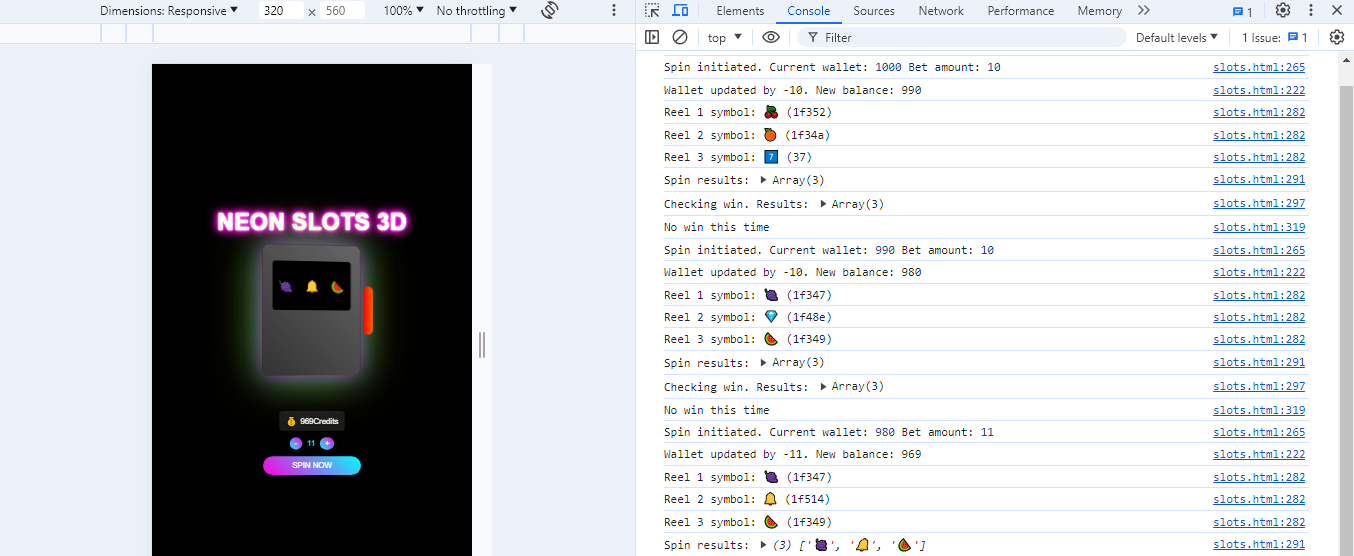 Dimensions: Responsive ▼ 320 × 560 100% ▼ No throttling ▼
Elements Console Sources Network Performance Memory 1
top ▼ Filter Default levels ▼ 1 Issue: 1
Spin initiated. Current wallet: 1000 Bet amount: 10 slots.html:265
Wallet updated by -10. New balance: 990 slots.html:222
Reel 1 symbol: 🍒 (1f352) slots.html:282
Reel 2 symbol: 🍊 (1f34a) slots.html:282
Reel 3 symbol: 7️⃣ (37) slots.html:282
Spin results: ▶ Array(3) slots.html:291
Checking win. Results: ▶ Array(3) slots.html:297
No win this time slots.html:319
Spin initiated. Current wallet: 990 Bet amount: 10 slots.html:265
Wallet updated by -10. New balance: 980 slots.html:222
Reel 1 symbol: 🍇 (1f347) slots.html:282
Reel 2 symbol: 💎 (1f48e) slots.html:282
Reel 3 symbol: 🍉 (1f349) slots.html:282
Spin results: ▶ Array(3) slots.html:291
Checking win. Results: ▶ Array(3) slots.html:297
No win this time slots.html:319
Spin initiated. Current wallet: 980 Bet amount: 11 slots.html:265
Wallet updated by -11. New balance: 969 slots.html:222
Reel 1 symbol: 🍇 (1f347) slots.html:282
Reel 2 symbol: 🔔 (1f514) slots.html:282
Reel 3 symbol: 🍉 (1f349) slots.html:282
Spin results: ▶ (3) ['🍇', '🔔', '🍉'] slots.html:291
NEON SLOTS 3D
💰 969Credits
- 11 +
SPIN NOW